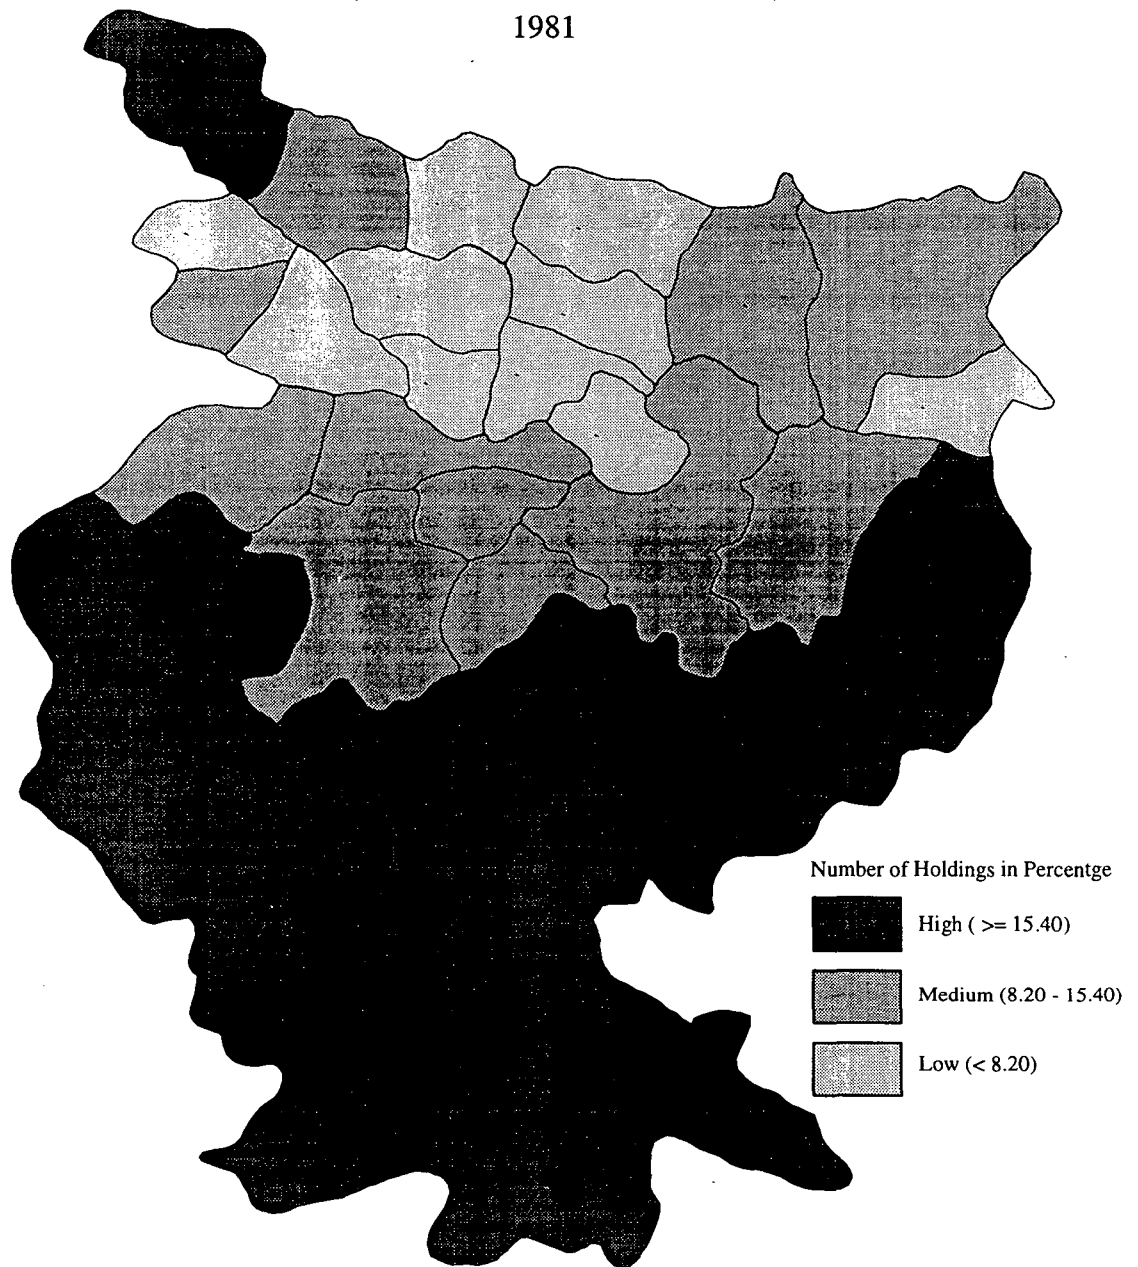 1981
Number of Holdings in Percentge
High ( >= 15.40)
Medium (8.20 - 15.40)
Low (< 8.20)